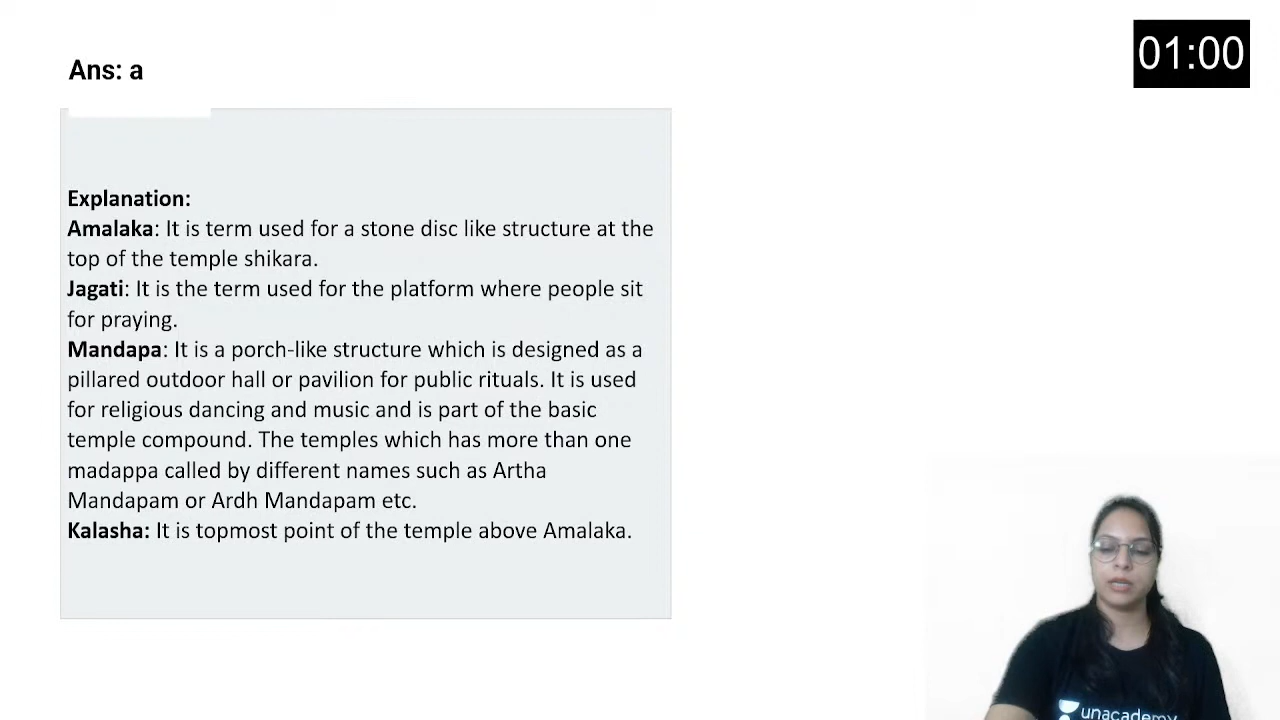 01:00
Ans: a
Explanation:
Amalaka: It is term used for a stone disc like structure at the
top of the temple shikara.
Jagati: It is the term used for the platform where people sit
for praying.
Mandapa: It is a porch-like structure which is designed as a
pillared outdoor hall or pavilion for public rituals. It is used
for religious dancing and music and is part of the basic
temple compound. The temples which has more than one
madappa called by different names such as Artha
Mandapam or Ardh Mandapam etc.
Kalasha: It is topmost point of the temple above Amalaka.
unacademy